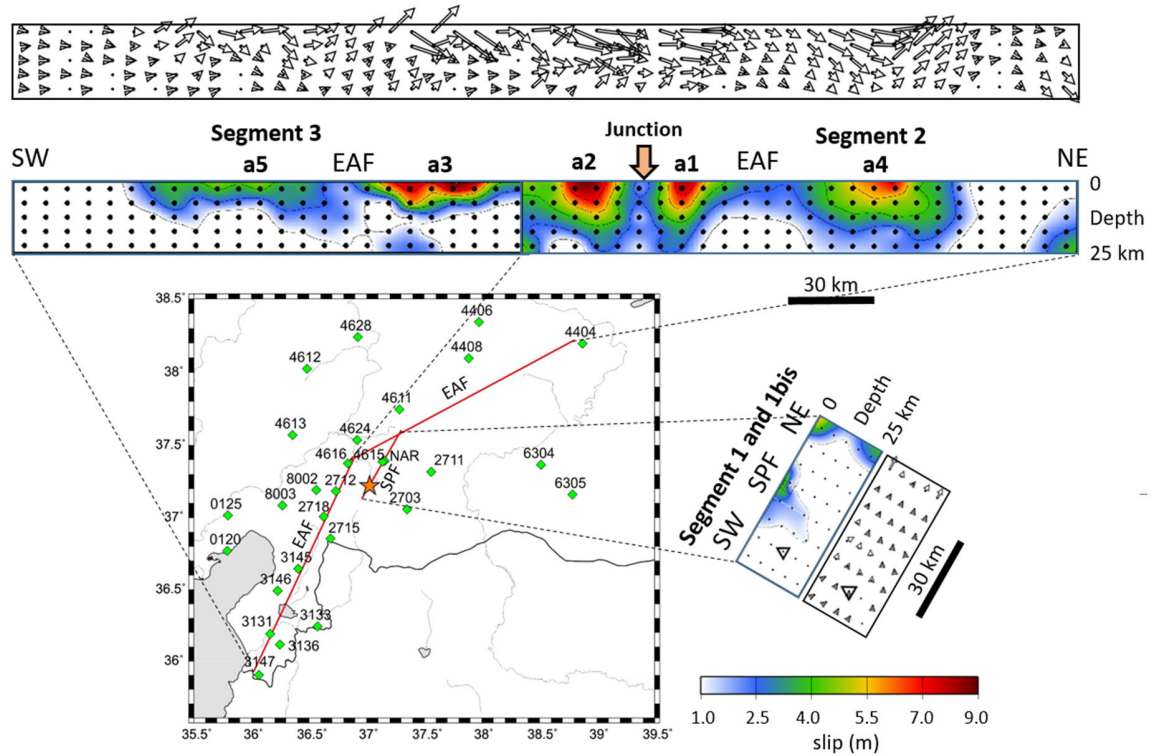 Segment 3
Junction
Segment 2
SW
a5
EAF
a3
a2
a1
EAF
a4
NE
0
Depth
25 km
30 km
38.5
38
37.5
37
36.5
36
35.5
36
36.5
37
37.5
38
38.5
39
39.5
4406
4628
4404
4408
4612
EAF
4611
4613
4624
4616
4615
NAR
2711
6304
8002
2712
SPF
6305
8003
2703
0125
2718
2715
0120
EAF
3145
3146
3131
3133
3136
3147
Segment 1 and 1bis
SW
SPF
NE
0
Depth
25 km
30 km
1.0
2.5
4.0
5.5
7.0
9.0
slip (m)